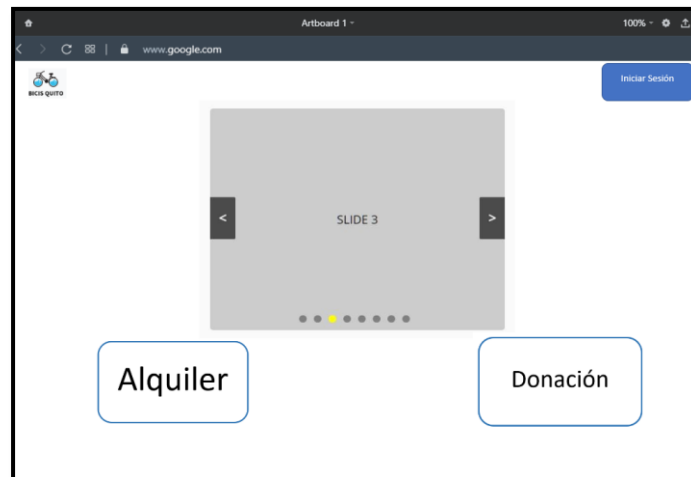 Artboard 1
100%
www.google.com
BICIS QUITO
Iniciar Sesión
<
SLIDE 3
>
Alquiler
Donación